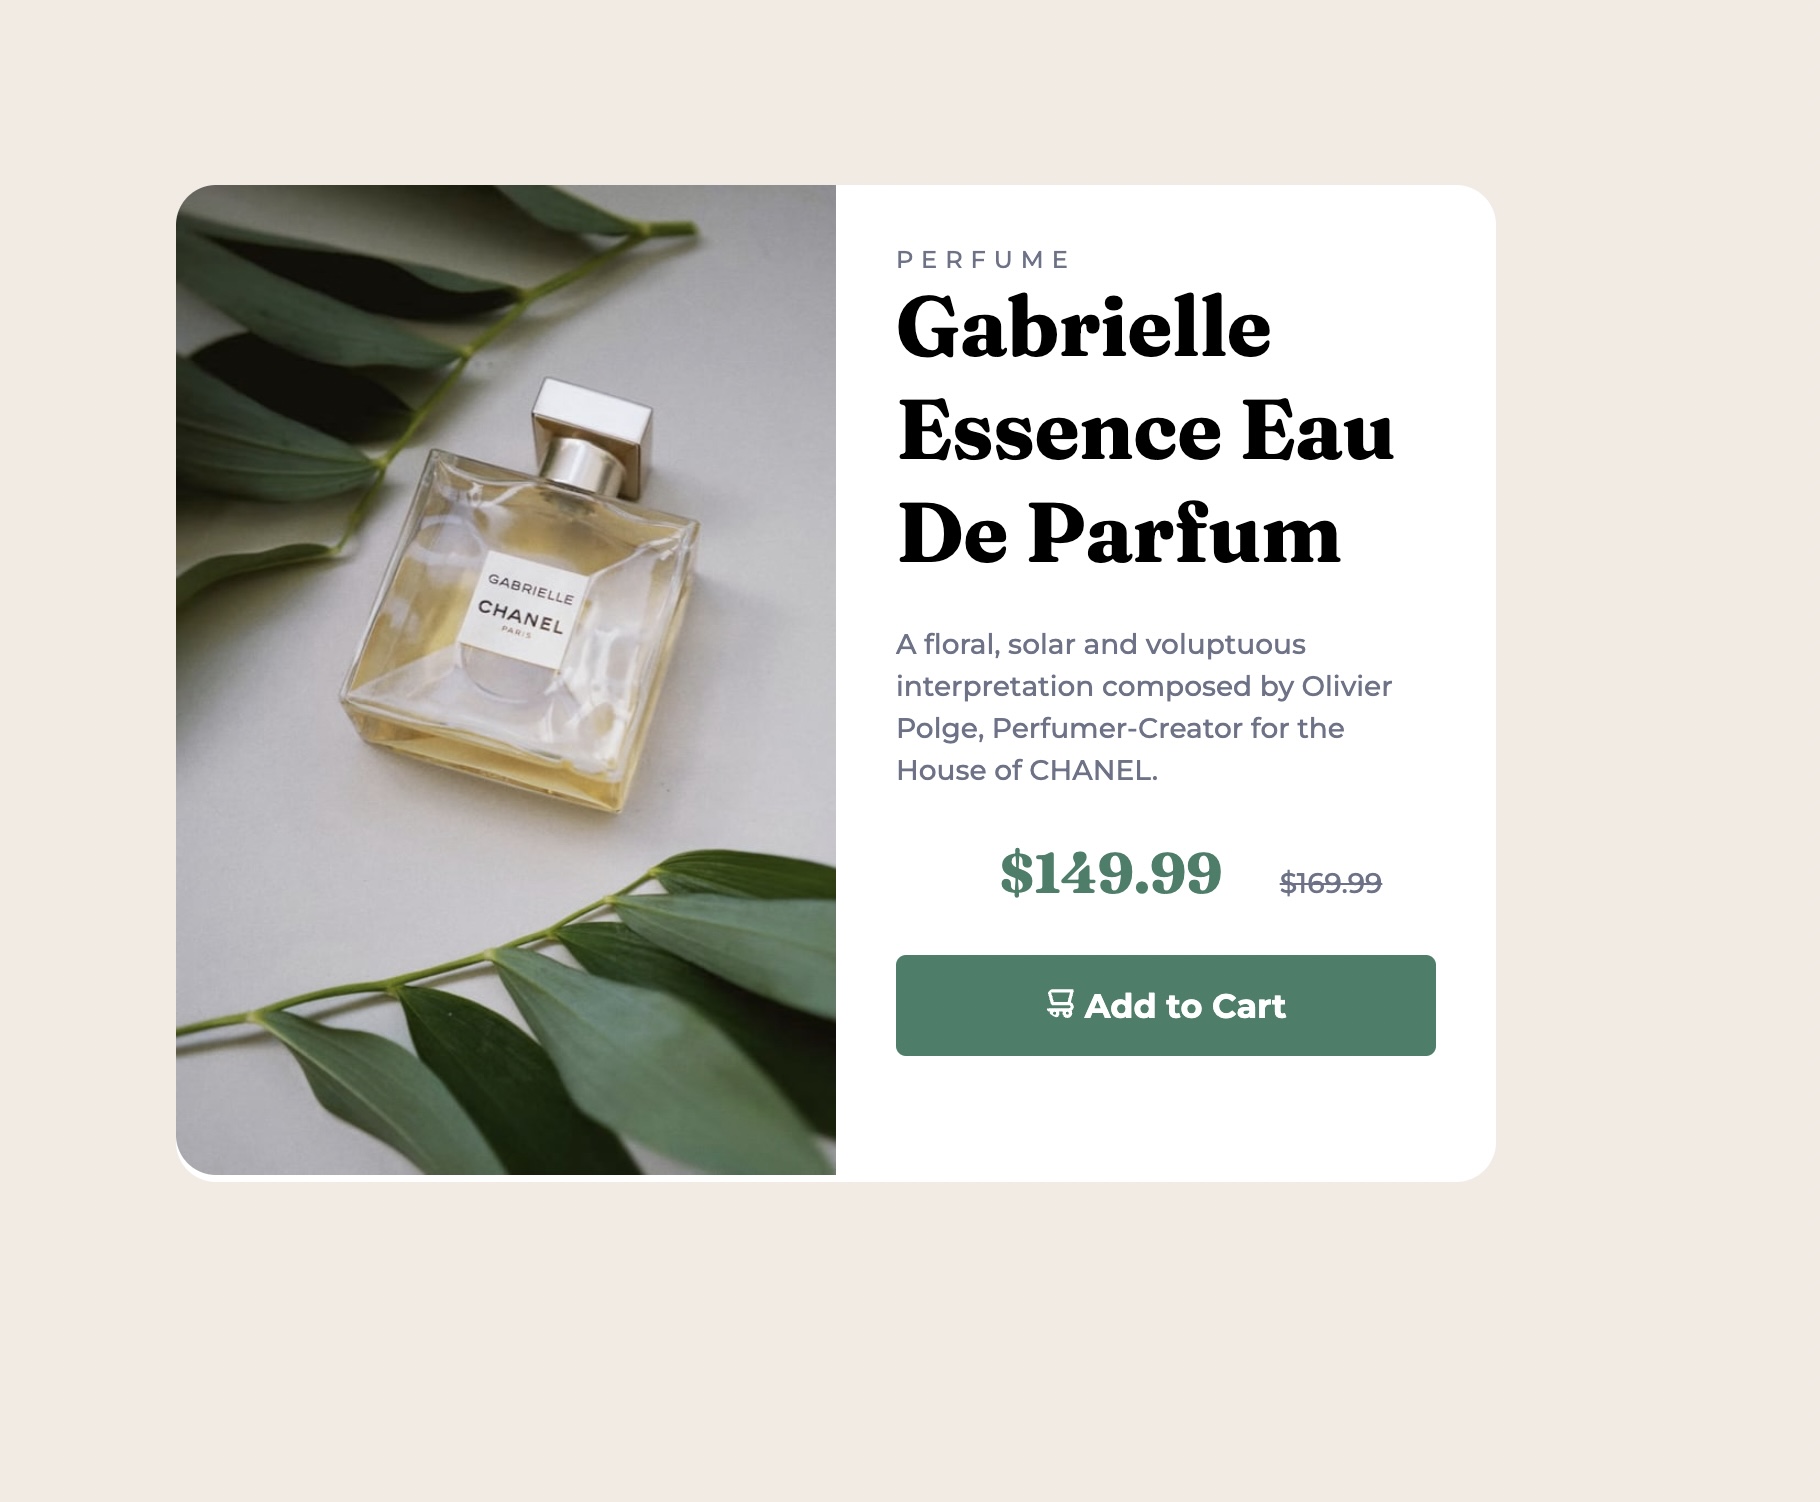 GABRIELLE
CHANEL
PARIS
PERFUME
Gabrielle
Essence Eau
De Parfum
A floral, solar and voluptuous
interpretation composed by Olivier
Polge, Perfumer-Creator for the
House of CHANEL.
$149.99 $169.99
Add to Cart